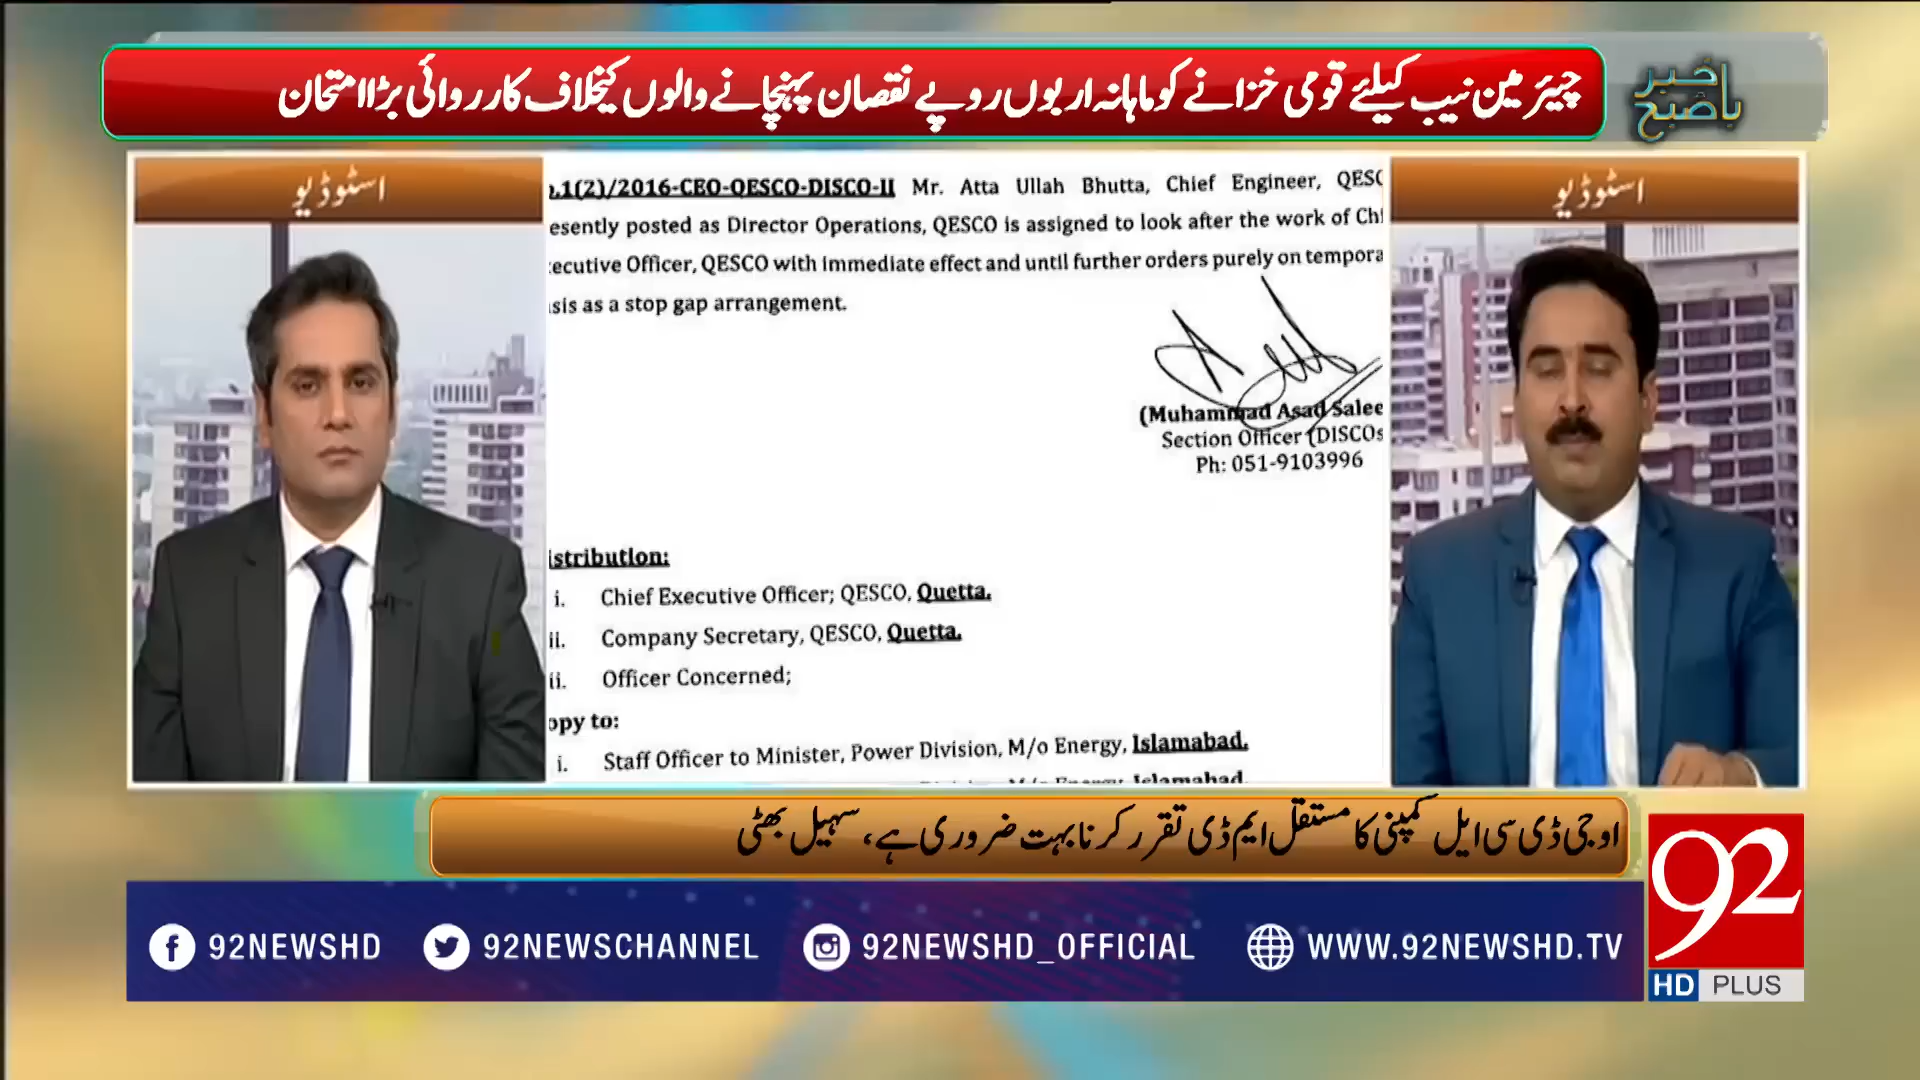 چیئرمین نیب کیلئے قومی خزانے کو ماہانہ اربوں روپے نقصان پہنچانے والوں کیخلاف کارروائی بڑا امتحان
باخبر صبح
اسٹوڈیو
اسٹوڈیو
.1(2)/2016-CEO-QESCO-DISCO-II Mr. Atta Ullah Bhutta, Chief Engineer, QESC
esently posted as Director Operations, QESCO is assigned to look after the work of Chi
ecutive Officer, QESCO with immediate effect and until further orders purely on tempora
sis as a stop gap arrangement.
(Muhammad Asad Salee
Section Officer (DISCOs
Ph: 051-9103996
istribution:
i. Chief Executive Officer; QESCO, Quetta.
ii. Company Secretary, QESCO, Quetta.
ii. Officer Concerned;
opy to:
i. Staff Officer to Minister, Power Division, M/o Energy, Islamabad.
M/o Energy, Islamabad.
او جی ڈی سی ایل کمپنی کا مستقل ایم ڈی تقرر کرنا بہت ضروری ہے، سہیل بھٹی
92NEWSHD 92NEWSCHANNEL 92NEWSHD_OFFICIAL WWW.92NEWSHD.TV
92
HD PLUS